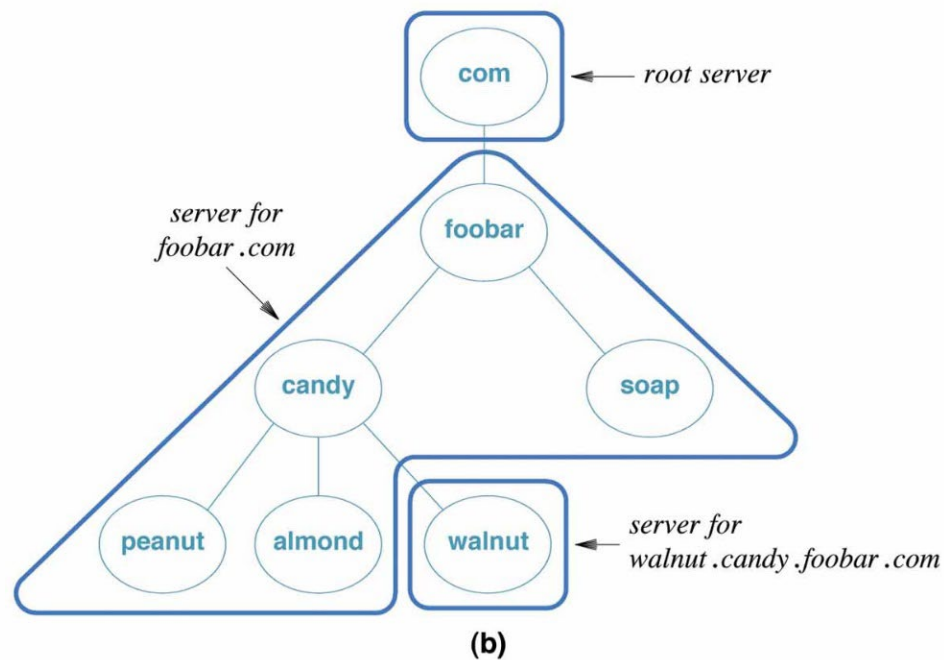 com
root server
server for
foobar .com
foobar
candy
soap
peanut
almond
walnut
server for
walnut .candy .foobar .com
(b)